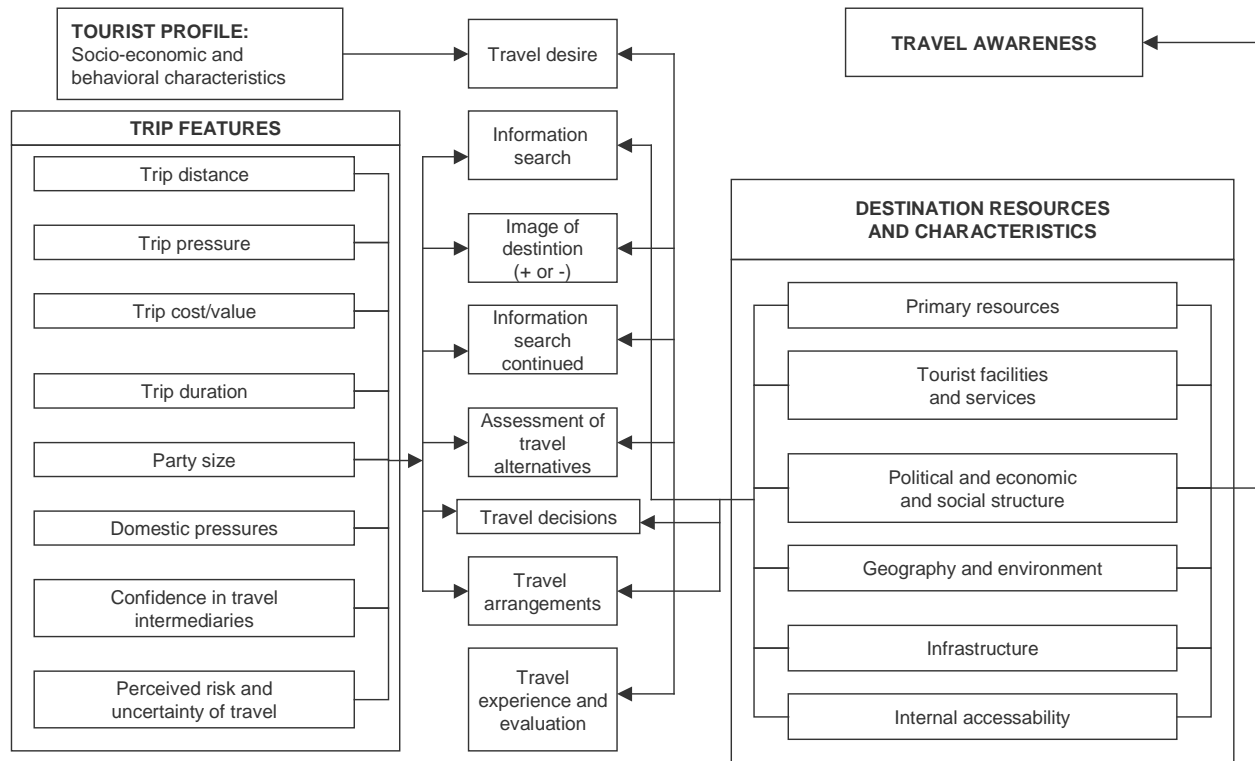 TOURIST PROFILE:
Socio-economic and
behavioral characteristics
Travel desire
TRAVEL AWARENESS
TRIP FEATURES
Trip distance
Trip pressure
Trip cost/value
Trip duration
Party size
Domestic pressures
Confidence in travel
intermediaries
Perceived risk and
uncertainty of travel
Information
search
Image of
destintion
(+ or -)
Information
search
continued
Assessment of
travel
alternatives
Travel decisions
Travel
arrangements
Travel
experience and
evaluation
DESTINATION RESOURCES
AND CHARACTERISTICS
Primary resources
Tourist facilities
and services
Political and economic
and social structure
Geography and environment
Infrastructure
Internal accessability